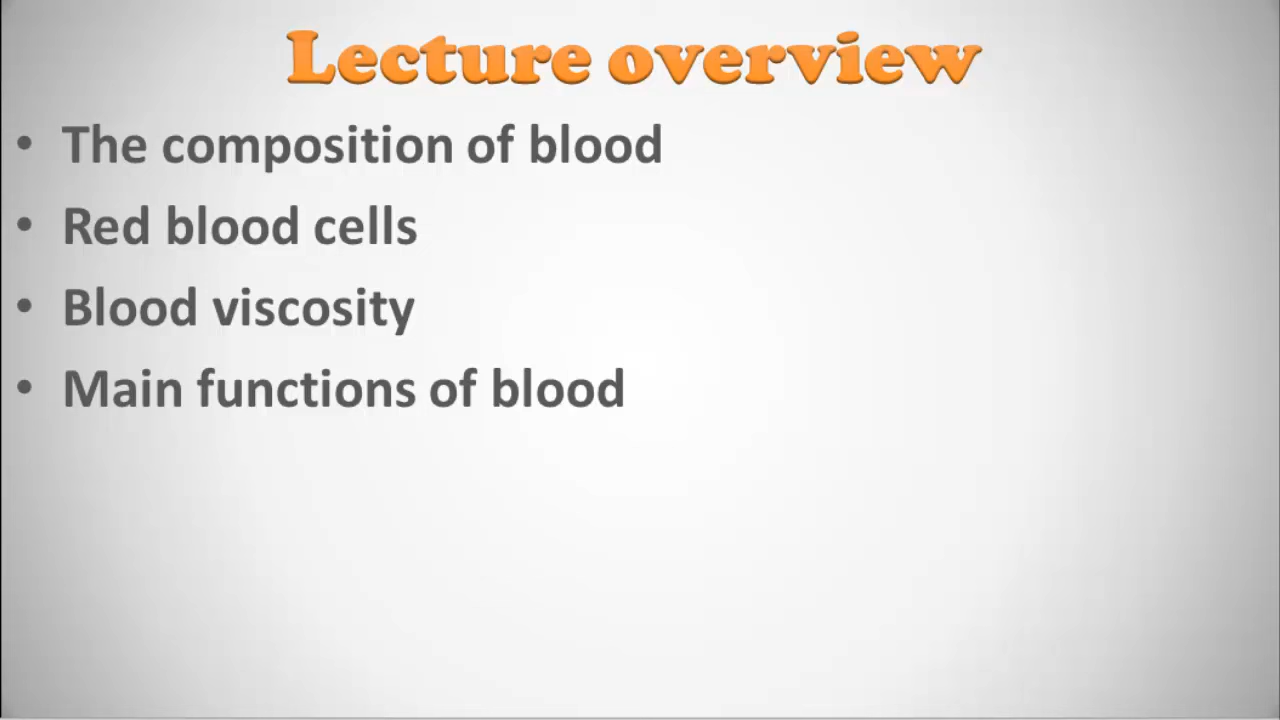 Lecture overview
• The composition of blood
• Red blood cells
• Blood viscosity
• Main functions of blood